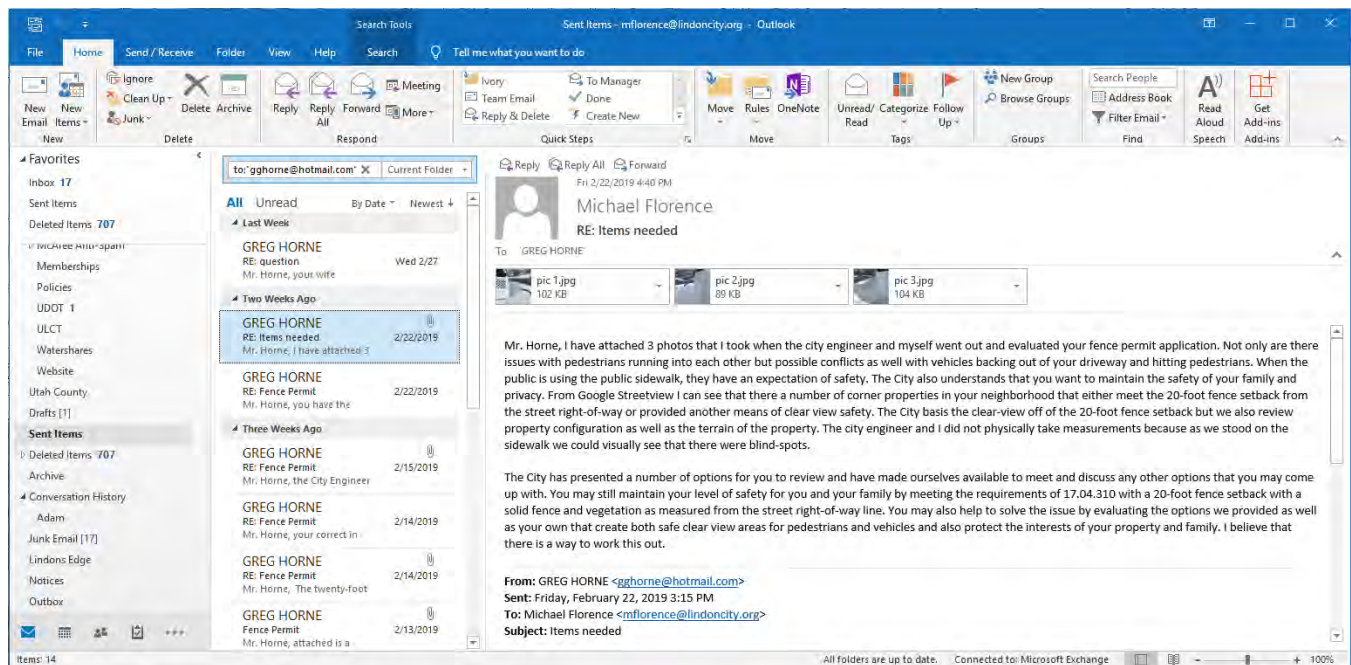 Search Tools
Sent Items - mflorence@lindoncity.org - Outlook
File Home Send / Receive Folder View Help Search Tell me what you want to do
New Email
New Items
Ignore
Clean Up
Junk
Delete
Archive
Reply
Reply All
Forward
Meeting
More
Ivory
Team Email
Reply & Delete
To Manager
Done
Create New
Move
Rules
OneNote
Unread/ Read
Categorize
Follow Up
New Group
Browse Groups
Search People
Address Book
Filter Email
Read Aloud
Get Add-ins
New Delete Respond Quick Steps Move Tags Groups Find Speech Add-ins
Favorites
Inbox 17
Sent Items
Deleted Items 707
McAfee Anti-Spam
Memberships
Policies
UDOT 1
ULCT
Watershares
Website
Utah County
Drafts [1]
Sent Items
Deleted Items 707
Archive
Conversation History
Adam
Junk Email [17]
Lindons Edge
Notices
Outbox
Items: 14
to:"gghorne@hotmail.com" X Current Folder
All Unread By Date Newest ↓
Last Week
GREG HORNE
RE: question Wed 2/27
Mr. Horne, your wife
Two Weeks Ago
GREG HORNE
RE: Items needed 2/22/2019
Mr. Horne, I have attached 3
GREG HORNE
RE: Fence Permit 2/22/2019
Mr. Horne, you have the
Three Weeks Ago
GREG HORNE
RE: Fence Permit 2/15/2019
Mr. Horne, the City Engineer
GREG HORNE
RE: Fence Permit 2/14/2019
Mr. Horne, your correct in
GREG HORNE
RE: Fence Permit 2/14/2019
Mr. Horne, The twenty-foot
GREG HORNE
Fence Permit 2/13/2019
Mr. Horne, attached is a
Reply Reply All Forward
Fri 2/22/2019 4:40 PM
Michael Florence
RE: Items needed
To 'GREG HORNE'
pic 1.jpg
102 KB
pic 2.jpg
89 KB
pic 3.jpg
104 KB
Mr. Horne, I have attached 3 photos that I took when the city engineer and myself went out and evaluated your fence permit application. Not only are there
issues with pedestrians running into each other but possible conflicts as well with vehicles backing out of your driveway and hitting pedestrians. When the
public is using the public sidewalk, they have an expectation of safety. The City also understands that you want to maintain the safety of your family and
privacy. From Google Streetview I can see that there a number of corner properties in your neighborhood that either meet the 20-foot fence setback from
the street right-of-way or provided another means of clear view safety. The City basis the clear-view off of the 20-foot fence setback but we also review
property configuration as well as the terrain of the property. The city engineer and I did not physically take measurements because as we stood on the
sidewalk we could visually see that there were blind-spots.
The City has presented a number of options for you to review and have made ourselves available to meet and discuss any other options that you may come
up with. You may still maintain your level of safety for you and your family by meeting the requirements of 17.04.310 with a 20-foot fence setback with a
solid fence and vegetation as measured from the street right-of-way line. You may also help to solve the issue by evaluating the options we provided as well
as your own that create both safe clear view areas for pedestrians and vehicles and also protect the interests of your property and family. I believe that
there is a way to work this out.
From: GREG HORNE <gghorne@hotmail.com>
Sent: Friday, February 22, 2019 3:15 PM
To: Michael Florence <mflorence@lindoncity.org>
Subject: Items needed
All folders are up to date. Connected to: Microsoft Exchange 100%